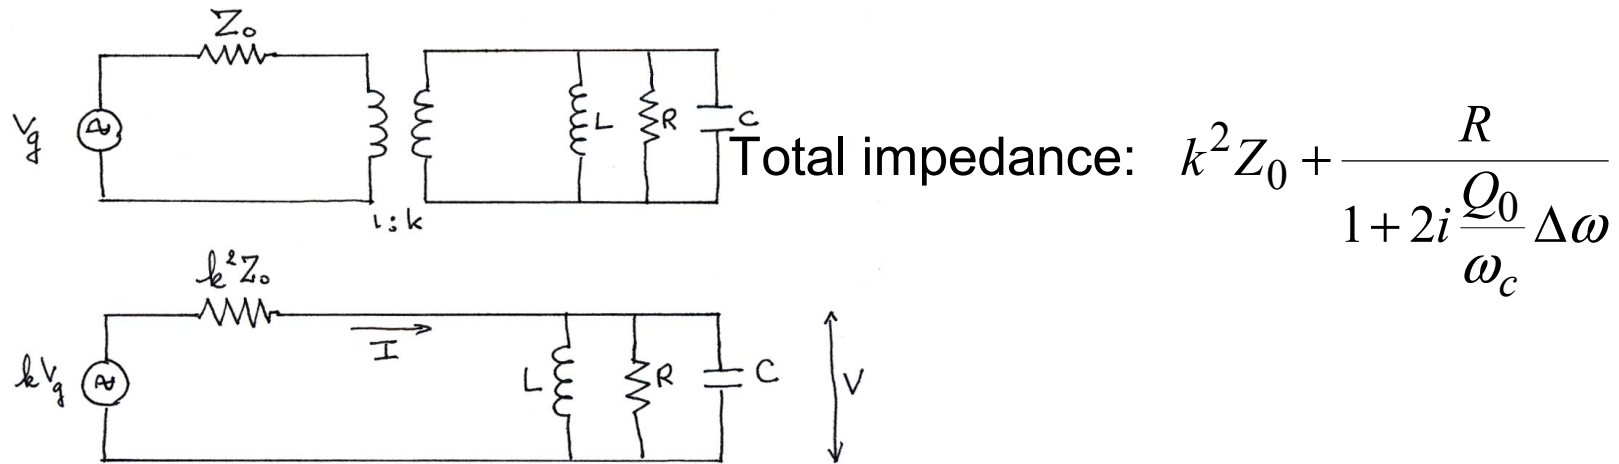 Z₀
V_g
L
R
C
1:k
Total impedance: k²Z₀ + R / (1 + 2i (Q₀/ω_c) Δω)
k²Z₀
I
kV_g
L
R
C
V